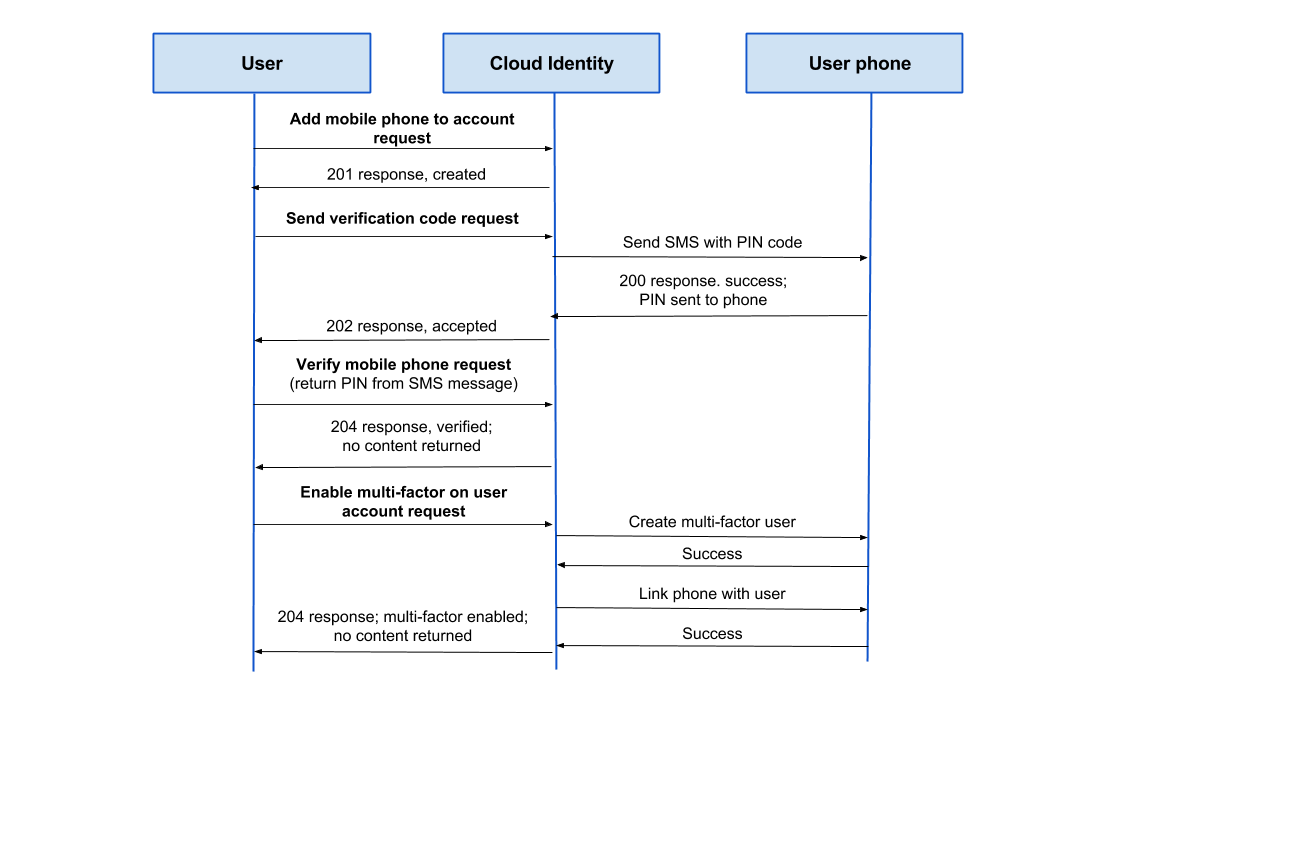 User
Cloud Identity
User phone
Add mobile phone to account
request
201 response, created
Send verification code request
Send SMS with PIN code
200 response. success;
PIN sent to phone
202 response, accepted
Verify mobile phone request
(return PIN from SMS message)
204 response, verified;
no content returned
Enable multi-factor on user
account request
Create multi-factor user
Success
Link phone with user
204 response; multi-factor enabled;
no content returned
Success